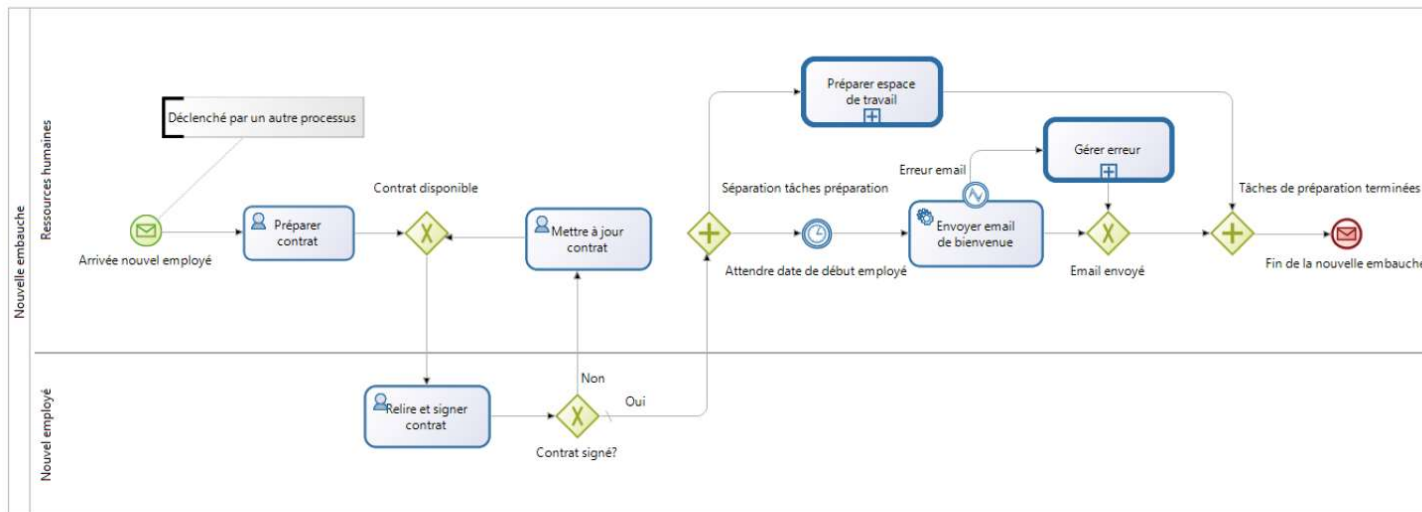 Nouvelle embauche
Ressources humaines
Déclenché par un autre processus
Arrivée nouvel employé
Préparer
contrat
Contrat disponible
Mettre à jour
contrat
Séparation tâches préparation
Attendre date de début employé
Préparer espace
de travail
Erreur email
Gérer erreur
Envoyer email
de bienvenue
Email envoyé
Tâches de préparation terminées
Fin de la nouvelle embauche
Nouvel employé
Relire et signer
contrat
Non
Oui
Contrat signé?